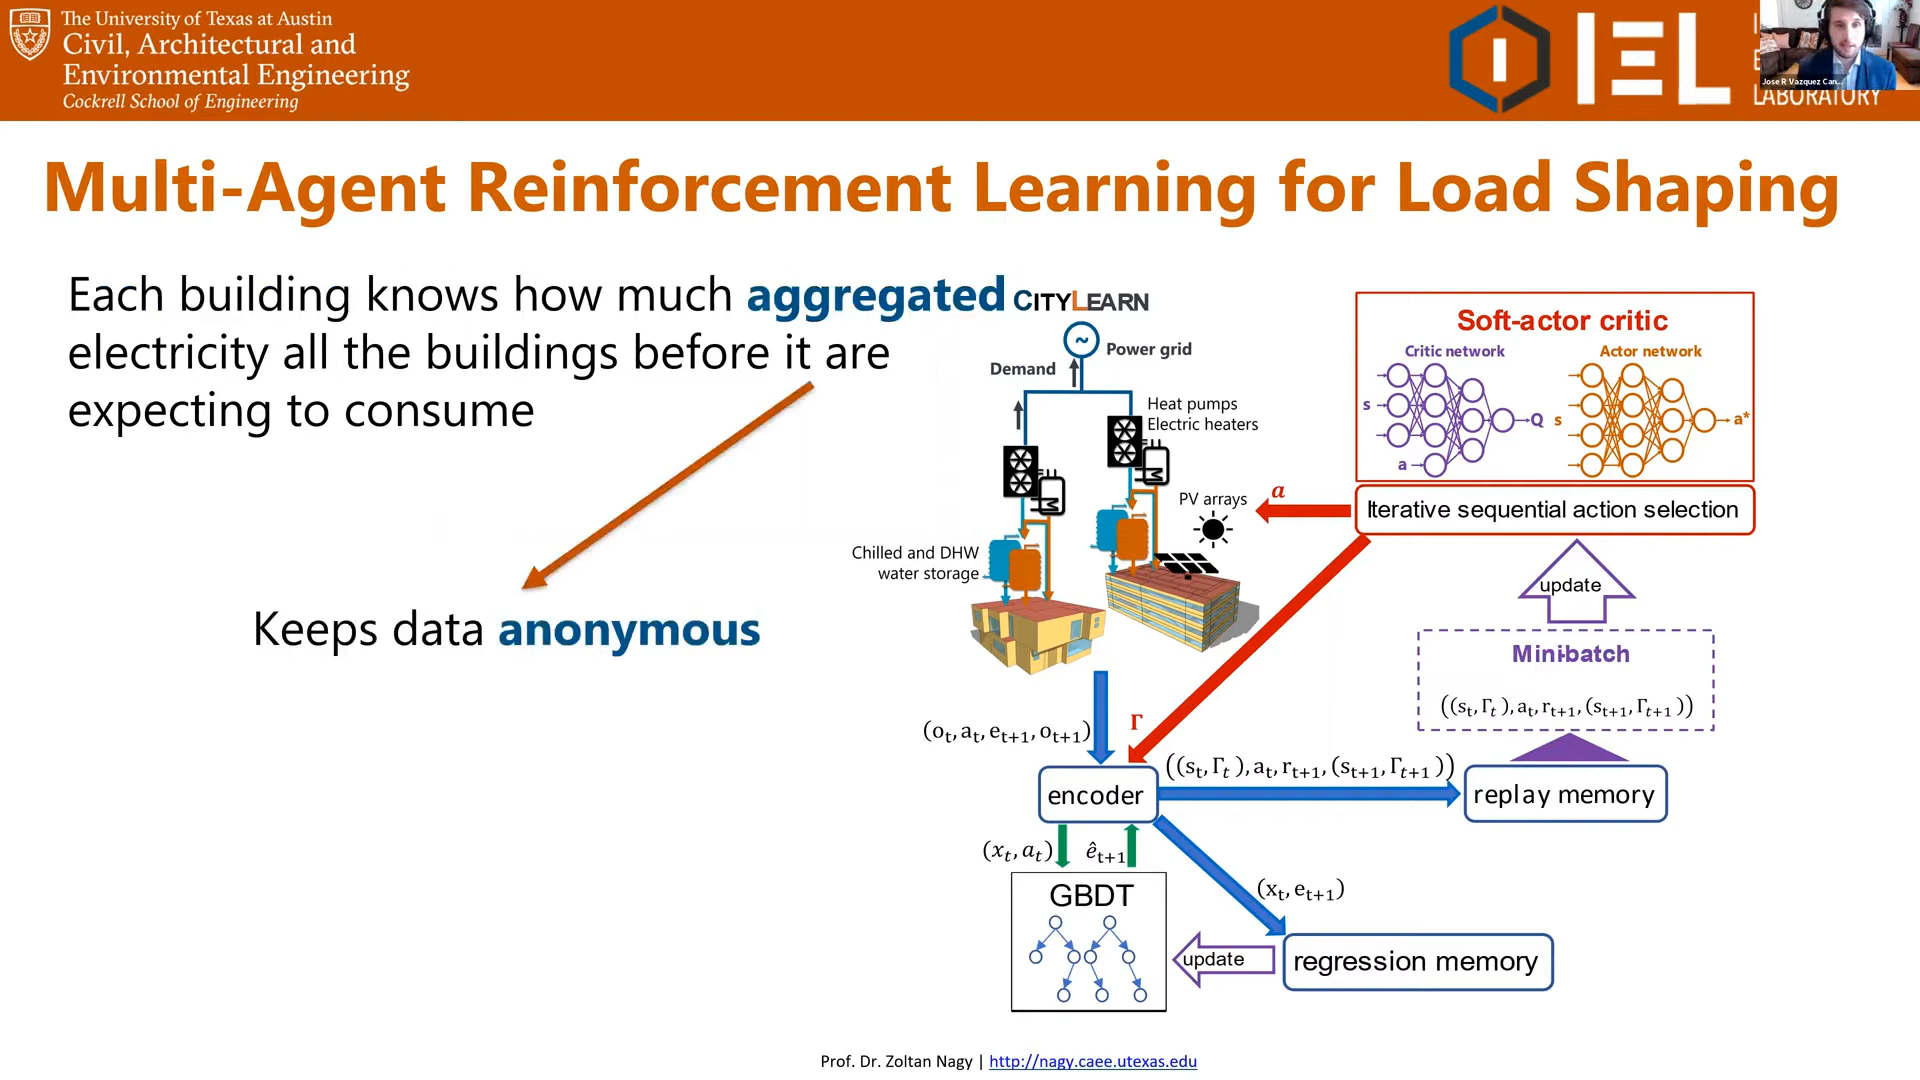 The University of Texas at Austin
Civil, Architectural and
Environmental Engineering
Cockrell School of Engineering
IEL
LABORATORY
Jose R Vazquez Can...
Multi-Agent Reinforcement Learning for Load Shaping
Each building knows how much aggregated
electricity all the buildings before it are
expecting to consume
Keeps data anonymous
CITYLEARN
Power grid
Demand
Heat pumps
Electric heaters
PV arrays
Chilled and DHW
water storage
Soft-actor critic
Critic network
Actor network
s
a
Q
s
a*
a
Iterative sequential action selection
update
Mini-batch
((sₜ, Γₜ), aₜ, rₜ₊₁, (sₜ₊₁, Γₜ₊₁))
Γ
(oₜ, aₜ, eₜ₊₁, oₜ₊₁)
((sₜ, Γₜ), aₜ, rₜ₊₁, (sₜ₊₁, Γₜ₊₁))
encoder
replay memory
(xₜ, aₜ)
êₜ₊₁
(xₜ, eₜ₊₁)
GBDT
update
regression memory
Prof. Dr. Zoltan Nagy | http://nagy.caee.utexas.edu